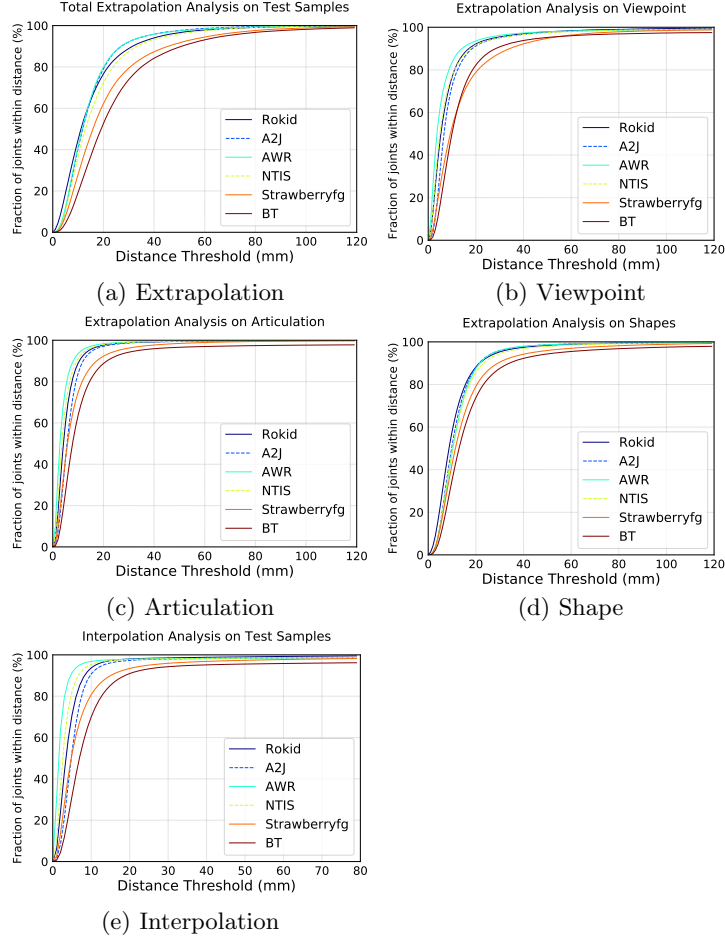 Total Extrapolation Analysis on Test Samples
Fraction of joints within distance (%)
100
80
60
40
20
0
Rokid
A2J
AWR
NTIS
Strawberryfg
BT
0 20 40 60 80 100 120
Distance Threshold (mm)
(a) Extrapolation
Extrapolation Analysis on Viewpoint
Fraction of joints within distance (%)
100
80
60
40
20
0
Rokid
A2J
AWR
NTIS
Strawberryfg
BT
0 20 40 60 80 100 120
Distance Threshold (mm)
(b) Viewpoint
Extrapolation Analysis on Articulation
Fraction of joints within distance (%)
100
80
60
40
20
0
Rokid
A2J
AWR
NTIS
Strawberryfg
BT
0 20 40 60 80 100 120
Distance Threshold (mm)
(c) Articulation
Extrapolation Analysis on Shapes
Fraction of joints within distance (%)
100
80
60
40
20
0
Rokid
A2J
AWR
NTIS
Strawberryfg
BT
0 20 40 60 80 100 120
Distance Threshold (mm)
(d) Shape
Interpolation Analysis on Test Samples
Fraction of joints within distance (%)
100
80
60
40
20
0
Rokid
A2J
AWR
NTIS
Strawberryfg
BT
0 10 20 30 40 50 60 70 80
Distance Threshold (mm)
(e) Interpolation